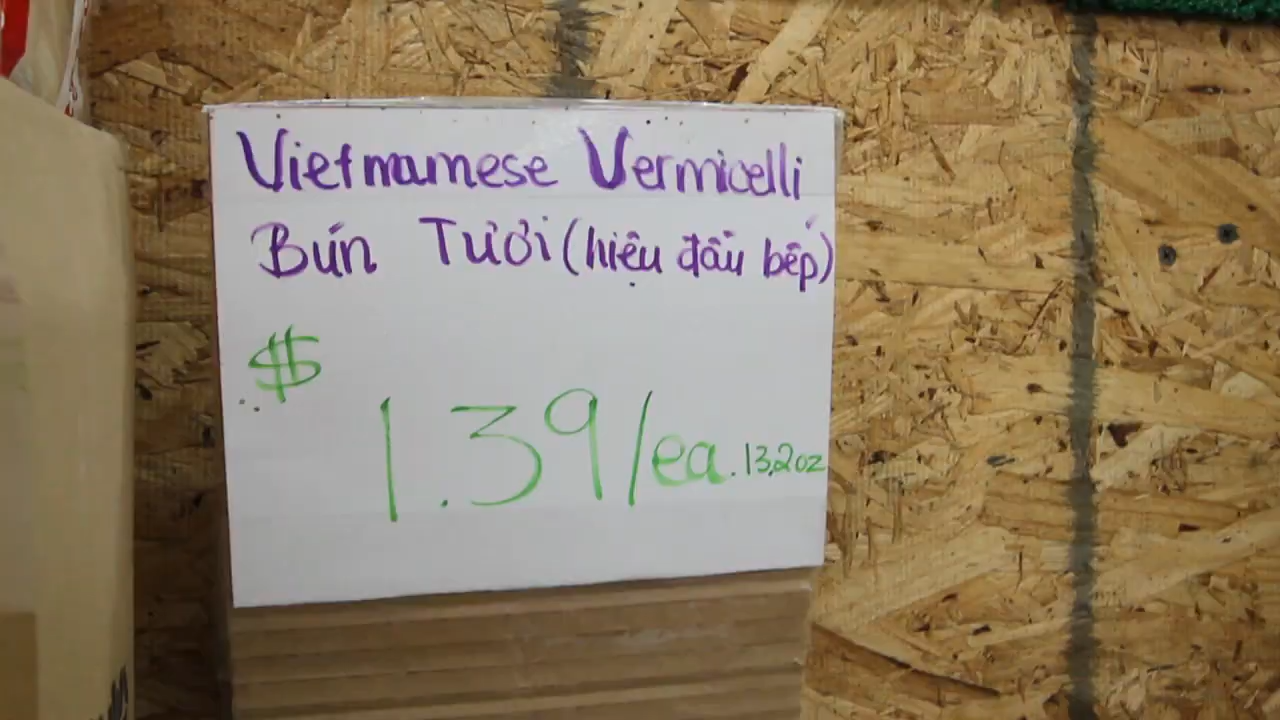 Vietnamese Vermicelli
Bún Tươi (hiệu đầu bếp)
$
1.39/ea. 13,2oz